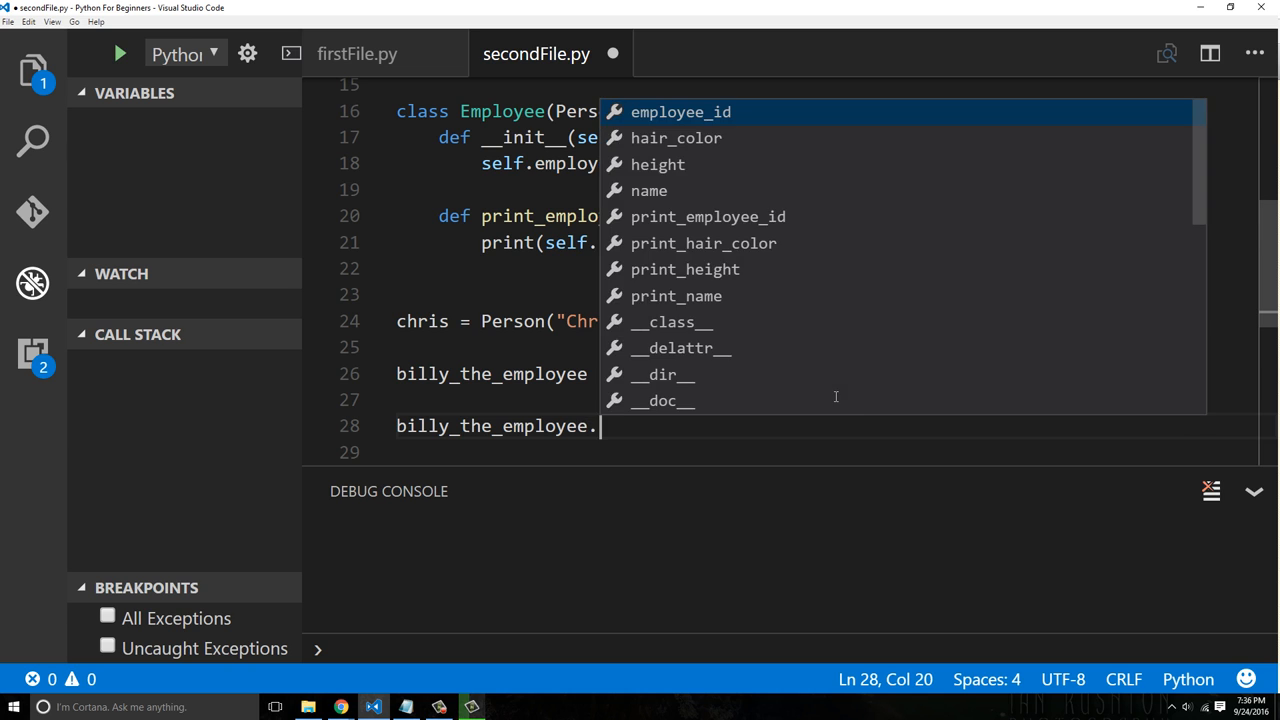 ● secondFile.py - Python For Beginners - Visual Studio Code
File Edit View Go Help
Python
firstFile.py
secondFile.py
1
2
VARIABLES
WATCH
CALL STACK
BREAKPOINTS
All Exceptions
Uncaught Exceptions
15
16 class Employee(Pers
17 def __init__(se
18 self.employ
19
20 def print_emplo
21 print(self.
22
23
24 chris = Person("Chr
25
26 billy_the_employee
27
28 billy_the_employee.
29
employee_id
hair_color
height
name
print_employee_id
print_hair_color
print_height
print_name
__class__
__delattr__
__dir__
__doc__
DEBUG CONSOLE
0 0
Ln 28, Col 20 Spaces: 4 UTF-8 CRLF Python
I'm Cortana. Ask me anything.
7:36 PM
9/24/2016